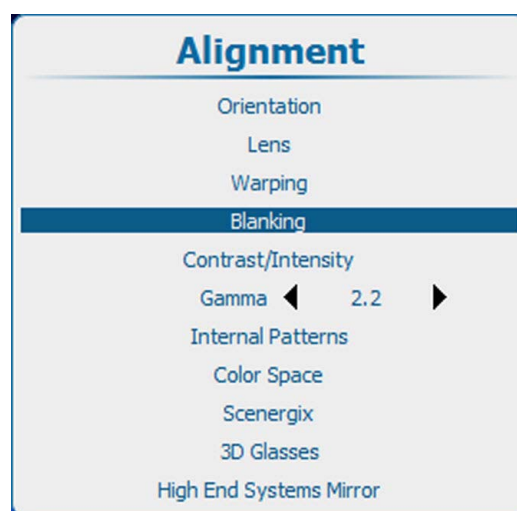 Alignment
Orientation
Lens
Warping
Blanking
Contrast/Intensity
Gamma 2.2
Internal Patterns
Color Space
Scenergix
3D Glasses
High End Systems Mirror